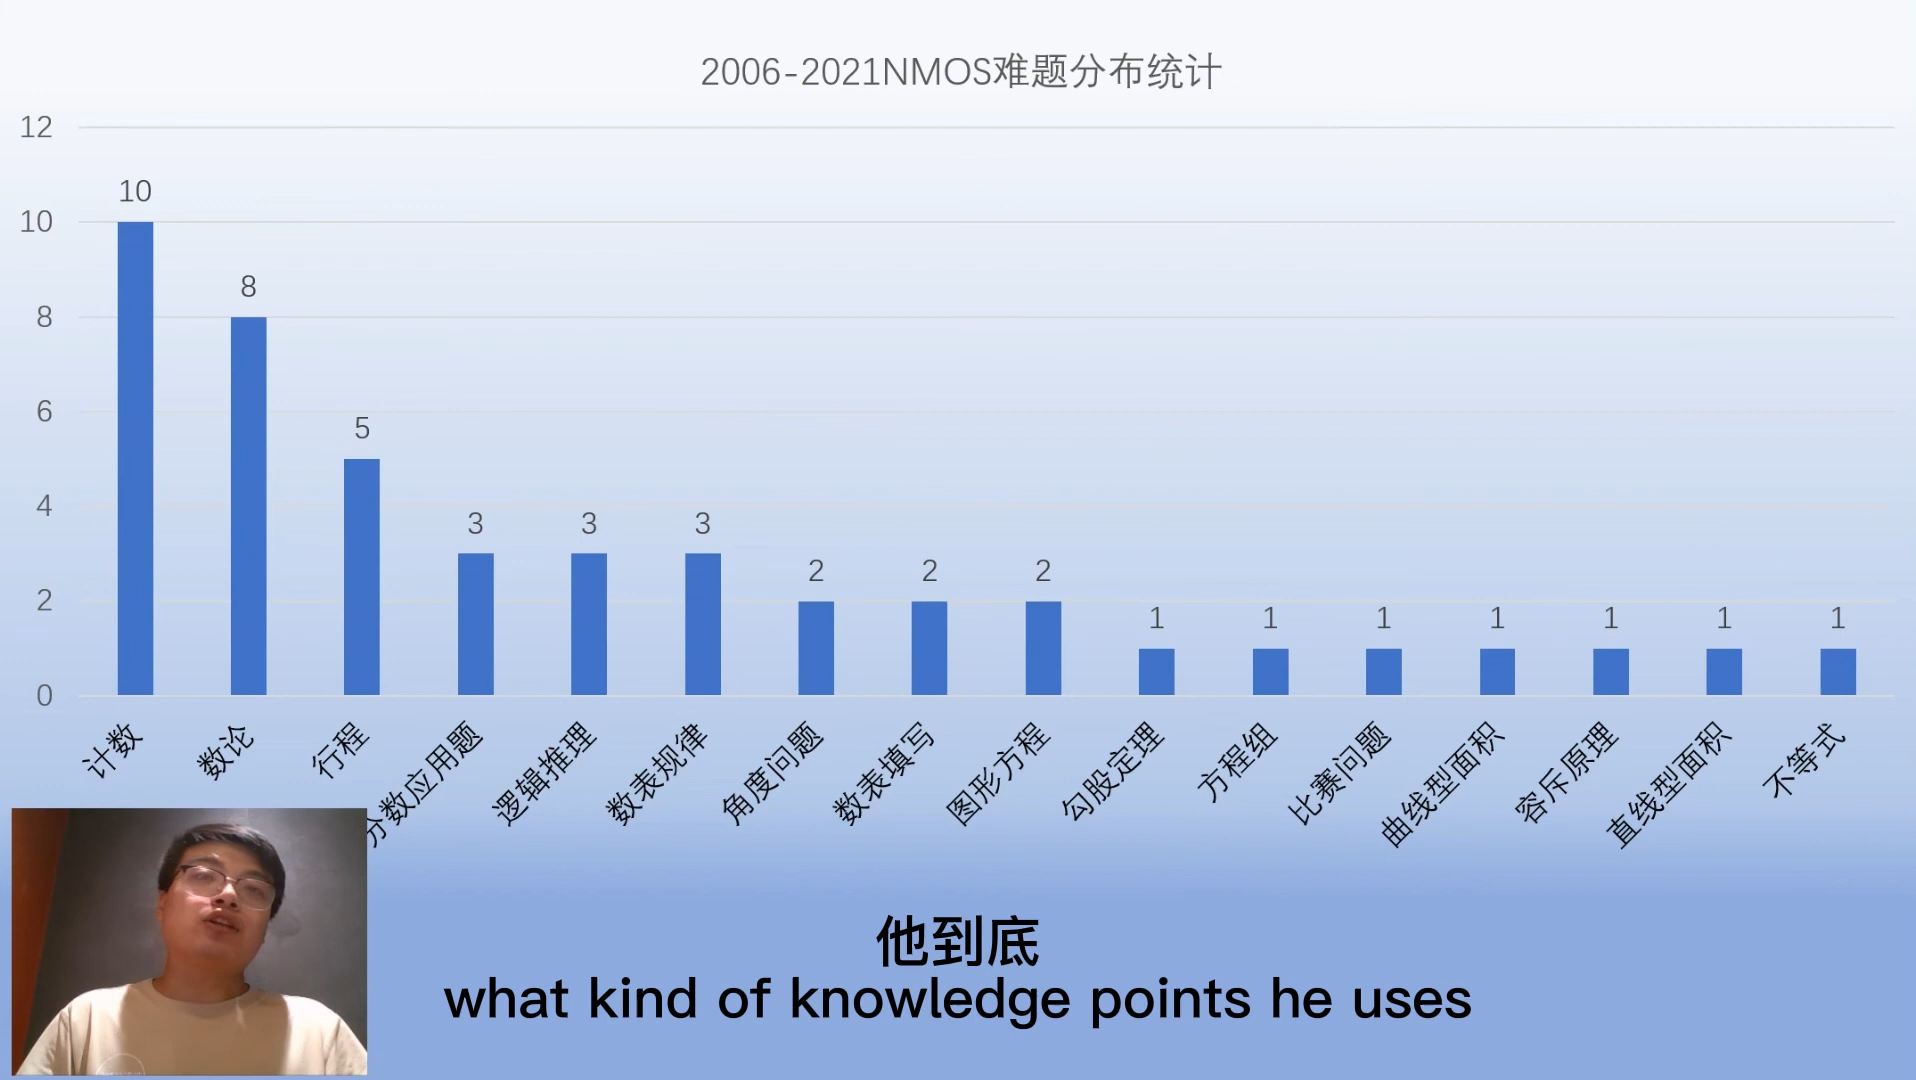 2006-2021NMOS难题分布统计
12
10
8
6
4
2
0
10
8
5
3
3
3
2
2
2
1
1
1
1
1
1
1
计数
数论
行程
分数应用题
逻辑推理
数表规律
角度问题
数表填写
图形方程
勾股定理
方程组
比赛问题
曲线型面积
容斥原理
直线型面积
不等式
他到底
what kind of knowledge points he uses